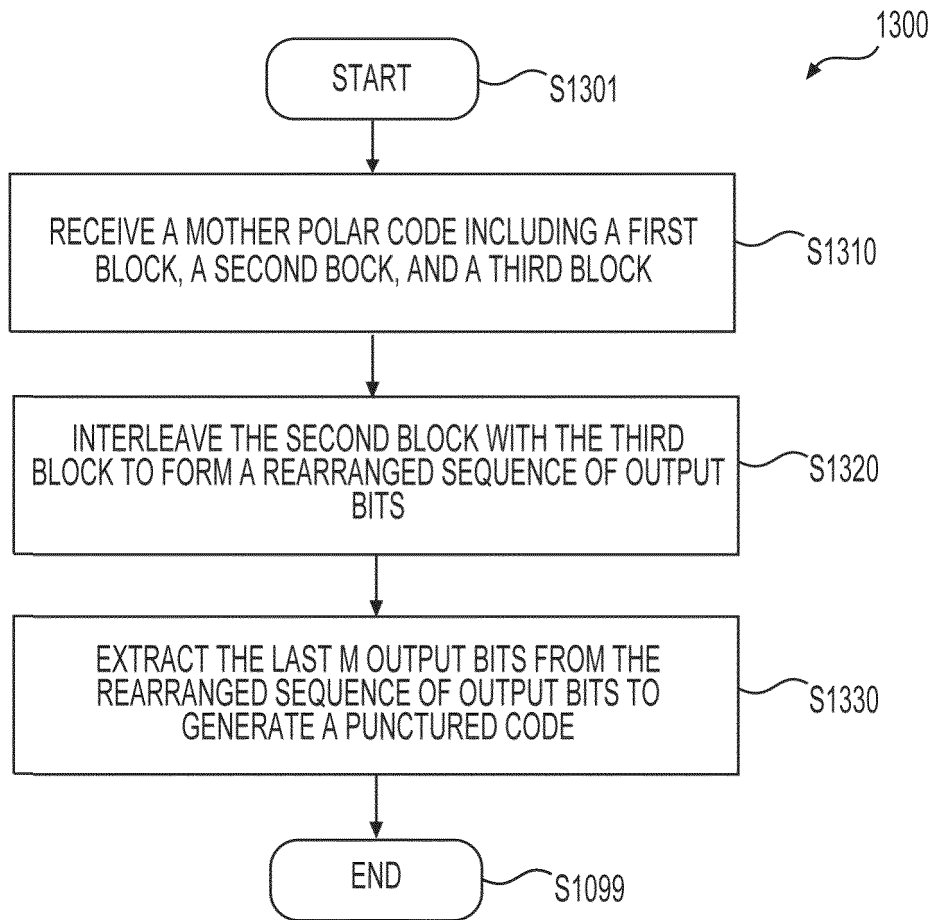 1300
START
S1301
RECEIVE A MOTHER POLAR CODE INCLUDING A FIRST
BLOCK, A SECOND BOCK, AND A THIRD BLOCK
S1310
INTERLEAVE THE SECOND BLOCK WITH THE THIRD
BLOCK TO FORM A REARRANGED SEQUENCE OF OUTPUT
BITS
S1320
EXTRACT THE LAST M OUTPUT BITS FROM THE
REARRANGED SEQUENCE OF OUTPUT BITS TO
GENERATE A PUNCTURED CODE
S1330
END
S1099